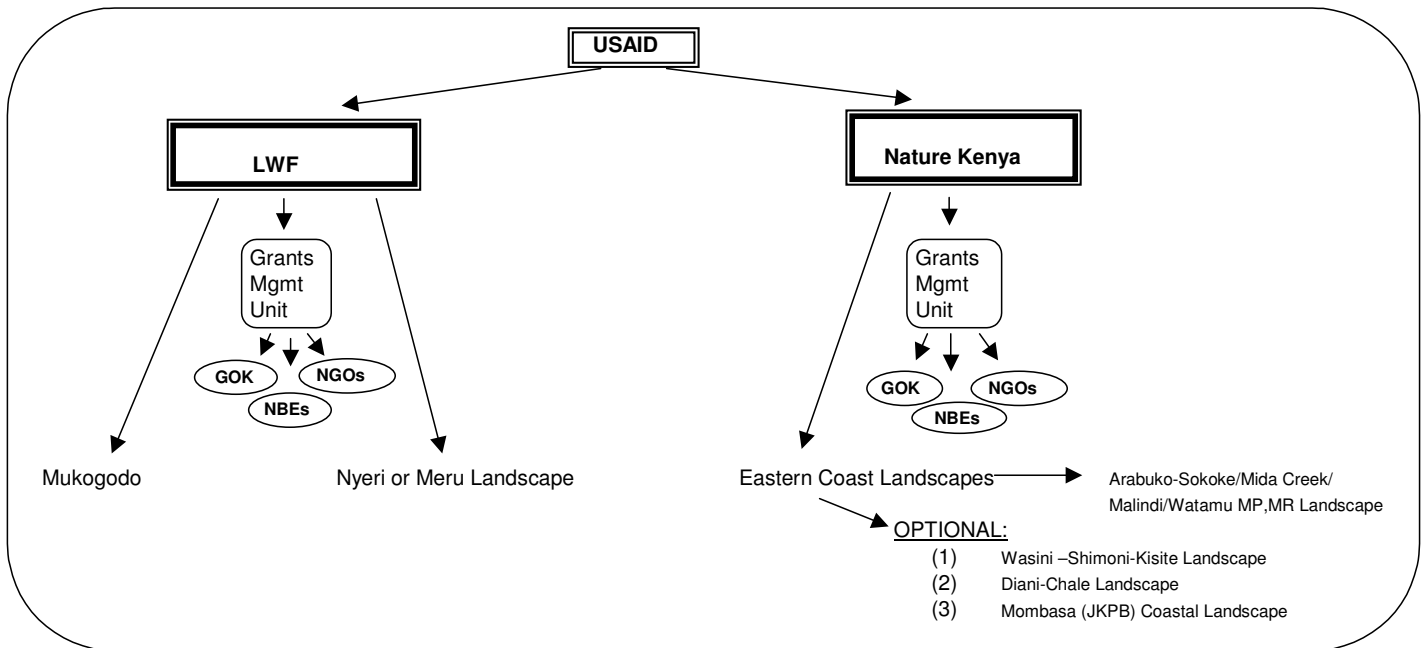 USAID
LWF
Nature Kenya
Grants
Mgmt
Unit
GOK
NGOs
NBEs
Grants
Mgmt
Unit
GOK
NGOs
NBEs
Mukogodo
Nyeri or Meru Landscape
Eastern Coast Landscapes
Arabuko-Sokoke/Mida Creek/
Malindi/Watamu MP,MR Landscape
OPTIONAL:
(1) Wasini –Shimoni-Kisite Landscape
(2) Diani-Chale Landscape
(3) Mombasa (JKPB) Coastal Landscape